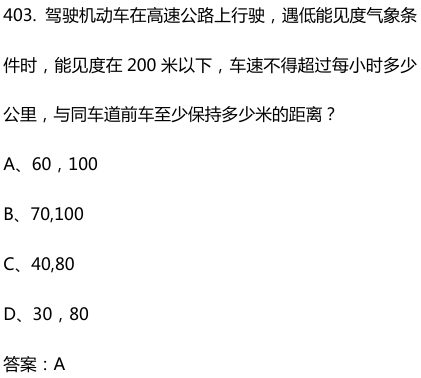 403. 驾驶机动车在高速公路上行驶，遇低能见度气象条
件时，能见度在 200 米以下，车速不得超过每小时多少
公里，与同车道前车至少保持多少米的距离？
A、60，100
B、70,100
C、40,80
D、30，80
答案：A